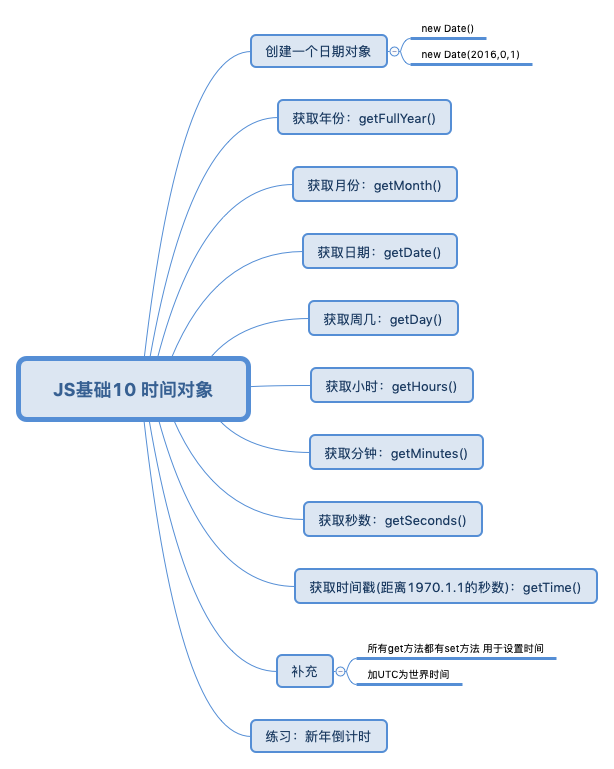 new Date()
创建一个日期对象
new Date(2016,0,1)
获取年份：getFullYear()
获取月份：getMonth()
获取日期：getDate()
获取周几：getDay()
JS基础10 时间对象
获取小时：getHours()
获取分钟：getMinutes()
获取秒数：getSeconds()
获取时间戳(距离1970.1.1的秒数)：getTime()
所有get方法都有set方法 用于设置时间
补充
加UTC为世界时间
练习：新年倒计时